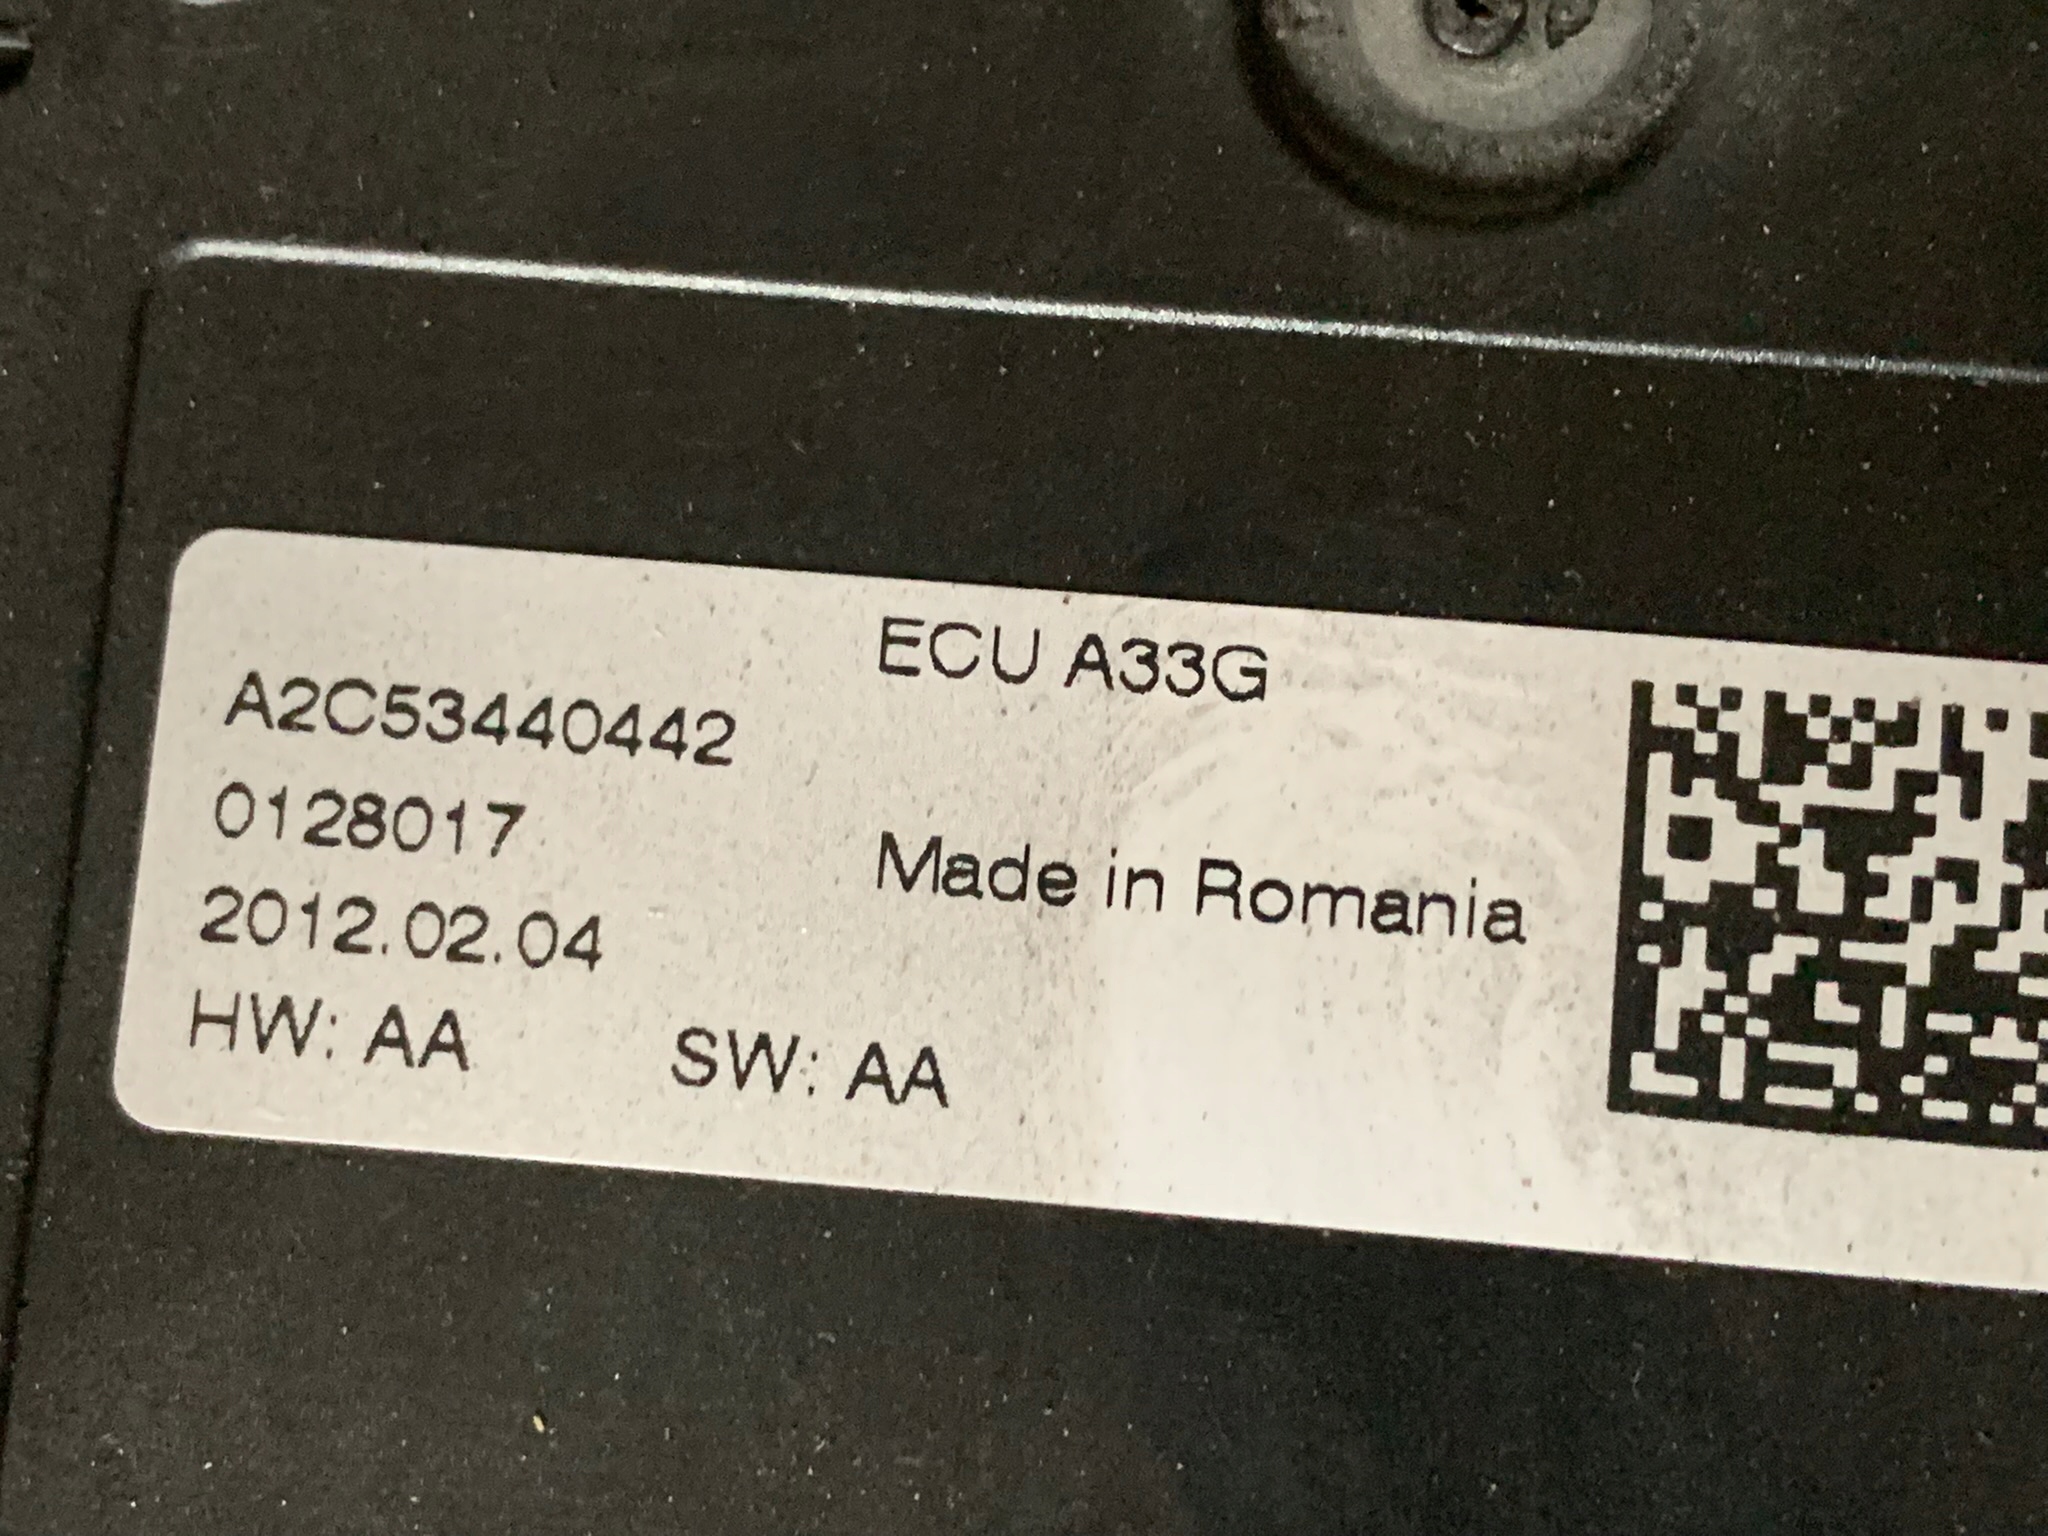 ECU A33G
A2C53440442
0128017
Made in Romania
2012.02.04
HW: AA SW: AA